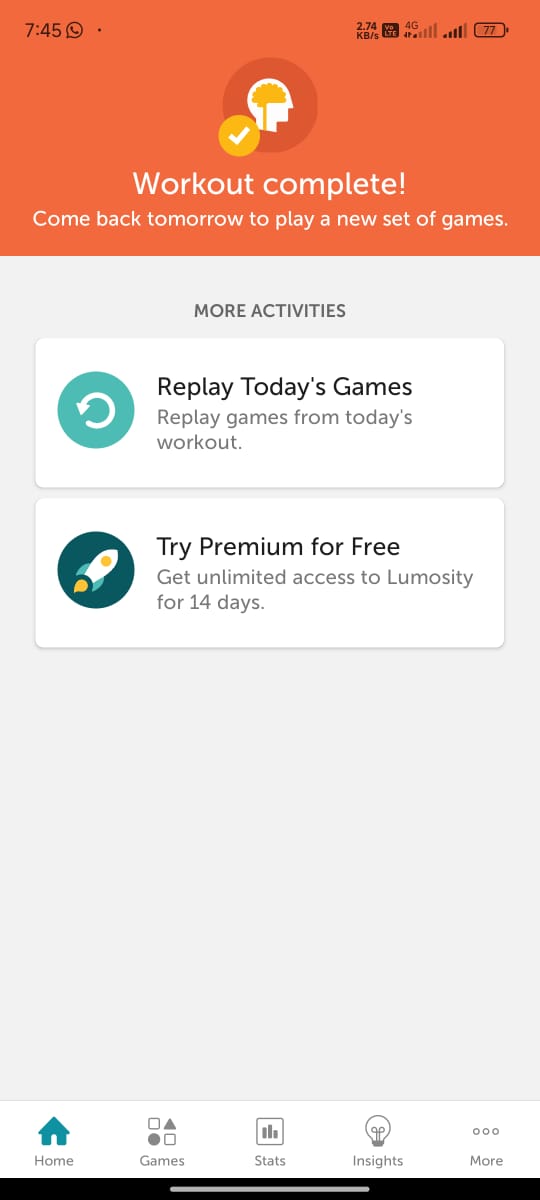 7:45
2.74 KB/s
Vo LTE
4G
77
Workout complete!
Come back tomorrow to play a new set of games.
MORE ACTIVITIES
Replay Today's Games
Replay games from today's
workout.
Try Premium for Free
Get unlimited access to Lumosity
for 14 days.
Home Games Stats Insights More